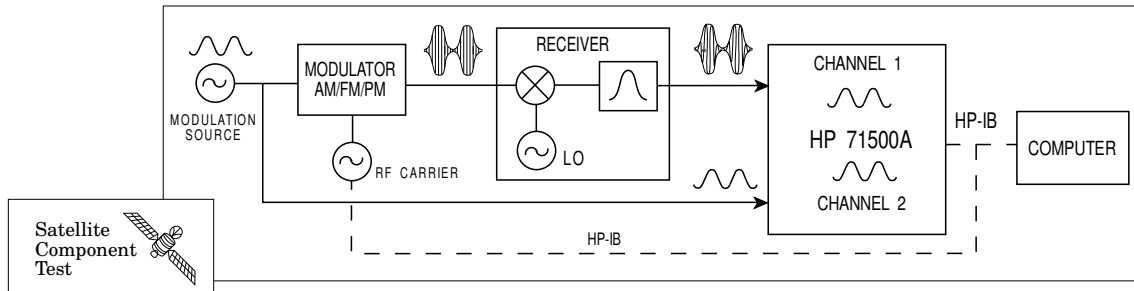 MODULATION
SOURCE
MODULATOR
AM/FM/PM
RF CARRIER
RECEIVER
LO
CHANNEL 1
HP 71500A
CHANNEL 2
HP-IB
COMPUTER
HP-IB
Satellite
Component
Test